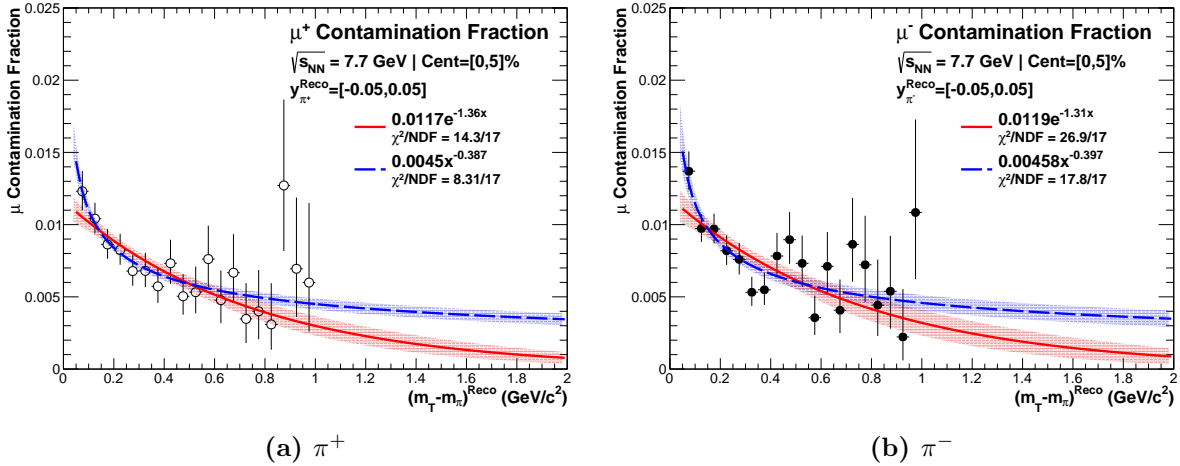 μ⁺ Contamination Fraction
√s_NN = 7.7 GeV | Cent=[0,5]%
y_π⁺^Reco=[-0.05,0.05]
0.0117e^-1.36x
χ²/NDF = 14.3/17
0.0045x^-0.387
χ²/NDF = 8.31/17
μ Contamination Fraction
0.025
0.02
0.015
0.01
0.005
0
0 0.2 0.4 0.6 0.8 1 1.2 1.4 1.6 1.8 2
(m_T-m_π)^Reco (GeV/c²)
(a) π⁺
μ⁻ Contamination Fraction
√s_NN = 7.7 GeV | Cent=[0,5]%
y_π⁻^Reco=[-0.05,0.05]
0.0119e^-1.31x
χ²/NDF = 26.9/17
0.00458x^-0.397
χ²/NDF = 17.8/17
μ Contamination Fraction
0.025
0.02
0.015
0.01
0.005
0
0 0.2 0.4 0.6 0.8 1 1.2 1.4 1.6 1.8 2
(m_T-m_π)^Reco (GeV/c²)
(b) π⁻